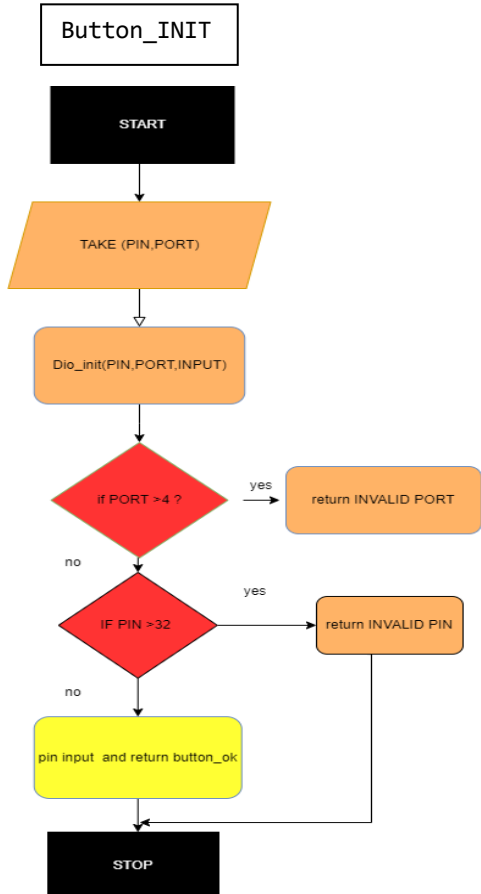 Button_INIT
START
TAKE (PIN,PORT)
Dio_init(PIN,PORT,INPUT)
if PORT >4 ?
yes
return INVALID PORT
no
yes
IF PIN >32
return INVALID PIN
no
pin input and return button_ok
STOP